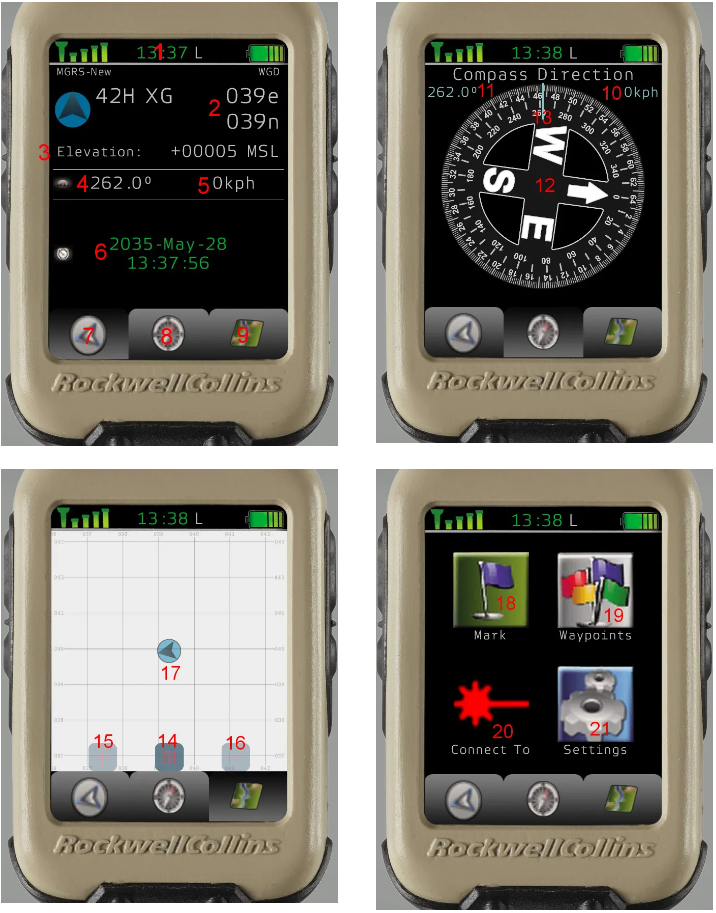 13:37 L
1
MGRS-New WGD
42H XG
2
039e
039n
3
Elevation: +00005 MSL
4
262.0º
5
0kph
6
2035-May-28
13:37:56
7
8
9
RockwellCollins
13:38 L
Compass Direction
262.0º
11
10
0kph
13
12
W
S
E
RockwellCollins
13:38 L
17
15
14
16
RockwellCollins
13:38 L
18
19
Mark
Waypoints
20
21
Connect To
Settings
RockwellCollins